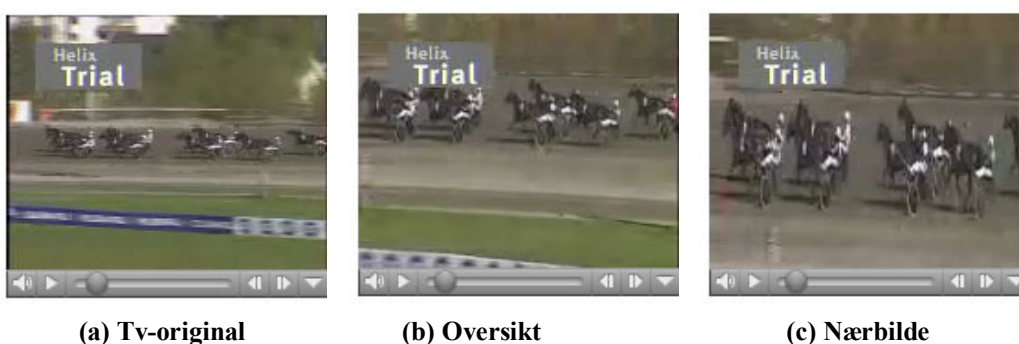 Helix
Trial
Helix
Trial
Helix
Trial
(a) Tv-original
(b) Oversikt
(c) Nærbilde